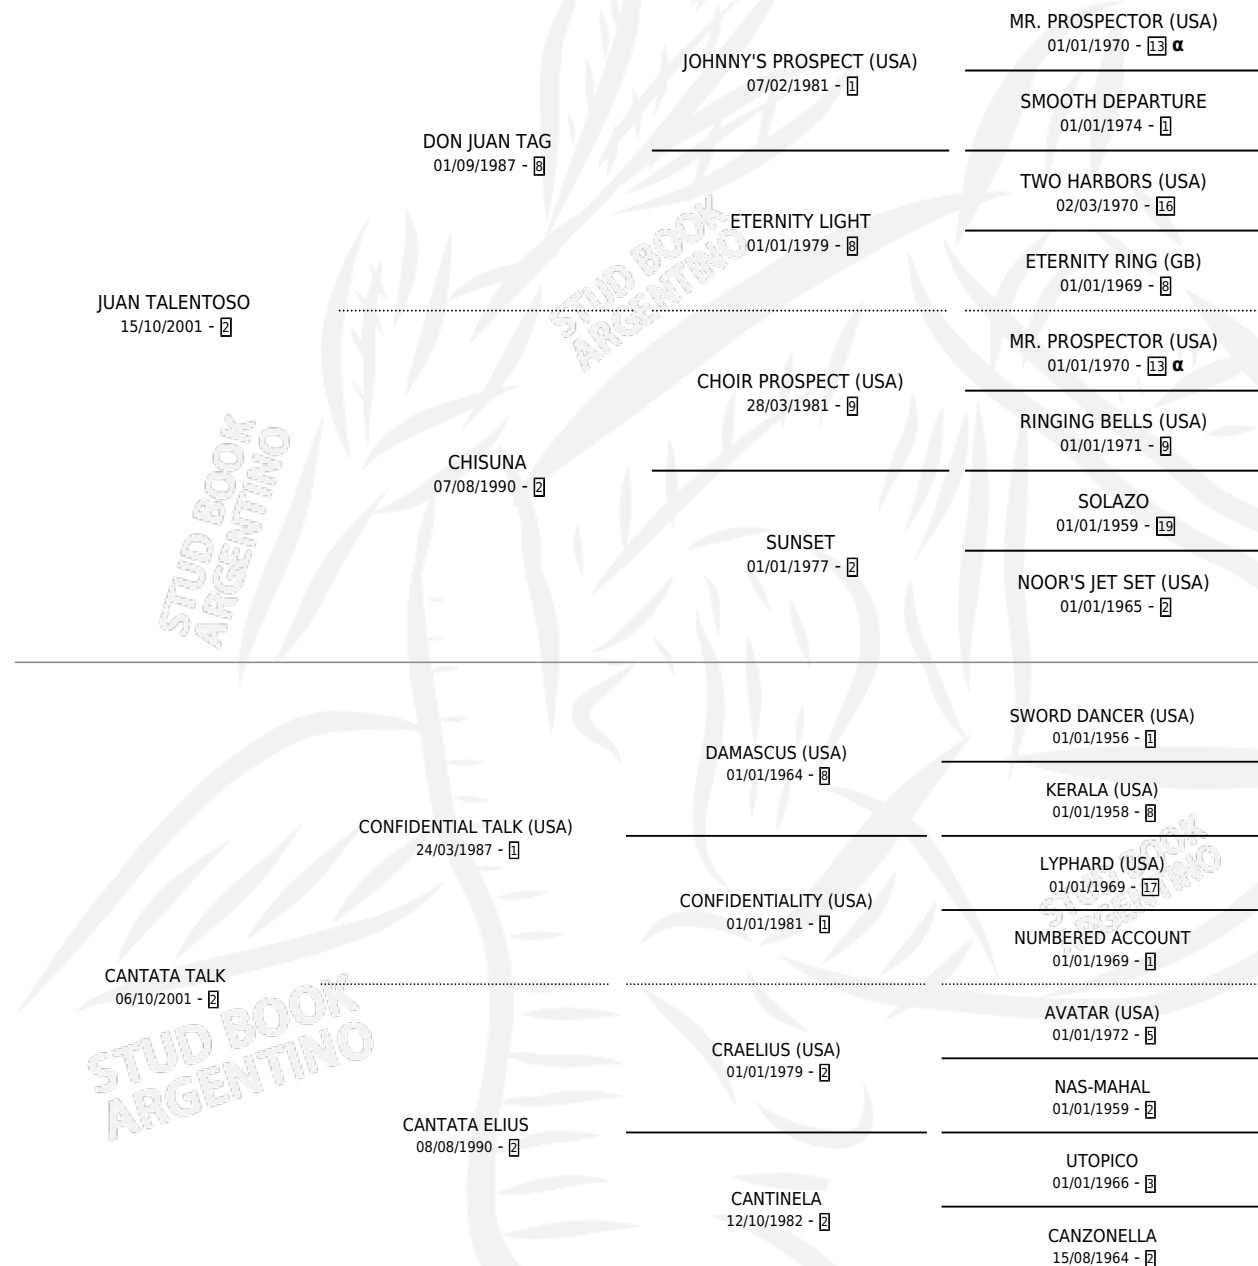 MR. PROSPECTOR (USA)
01/01/1970 - 13 α
JOHNNY'S PROSPECT (USA)
07/02/1981 - 1
SMOOTH DEPARTURE
01/01/1974 - 1
DON JUAN TAG
01/09/1987 - 8
TWO HARBORS (USA)
02/03/1970 - 16
ETERNITY LIGHT
01/01/1979 - 8
ETERNITY RING (GB)
01/01/1969 - 8
STUD BOOK
ARGENTINO
JUAN TALENTOSO
15/10/2001 - 2
MR. PROSPECTOR (USA)
01/01/1970 - 13 α
CHOIR PROSPECT (USA)
28/03/1981 - 9
RINGING BELLS (USA)
01/01/1971 - 9
CHISUNA
07/08/1990 - 2
SOLAZO
01/01/1959 - 19
SUNSET
01/01/1977 - 2
NOOR'S JET SET (USA)
01/01/1965 - 2
STUD BOOK
ARGENTINO
SWORD DANCER (USA)
01/01/1956 - 1
DAMASCUS (USA)
01/01/1964 - 8
KERALA (USA)
01/01/1958 - 8
CONFIDENTIAL TALK (USA)
24/03/1987 - 1
LYPHARD (USA)
01/01/1969 - 17
STUD BOOK
ARGENTINO
CONFIDENTIALITY (USA)
01/01/1981 - 1
NUMBERED ACCOUNT
01/01/1969 - 1
CANTATA TALK
06/10/2001 - 2
STUD BOOK
ARGENTINO
AVATAR (USA)
01/01/1972 - 5
CRAELIUS (USA)
01/01/1979 - 2
NAS-MAHAL
01/01/1959 - 2
CANTATA ELIUS
08/08/1990 - 2
UTOPICO
01/01/1966 - 3
CANTINELA
12/10/1982 - 2
CANZONELLA
15/08/1964 - 2